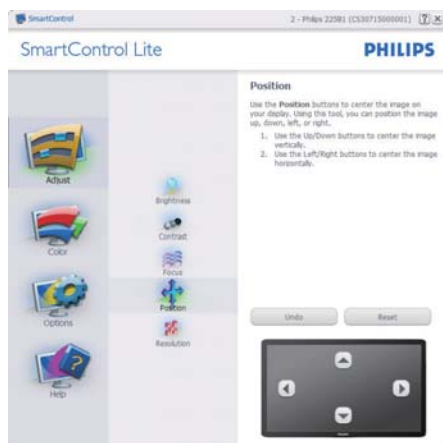 SmartControl
2 - Philips 225B1 (CS30715000001)
SmartControl Lite
PHILIPS
Adjust
Color
Options
Help
Brightness
Contrast
Focus
Position
Resolution
Position
Use the Position buttons to center the image on
your display. Using this tool, you can position the image
up, down, left, or right.
1. Use the Up/Down buttons to center the image
vertically.
2. Use the Left/Right buttons to center the image
horizontally.
Undo
Reset